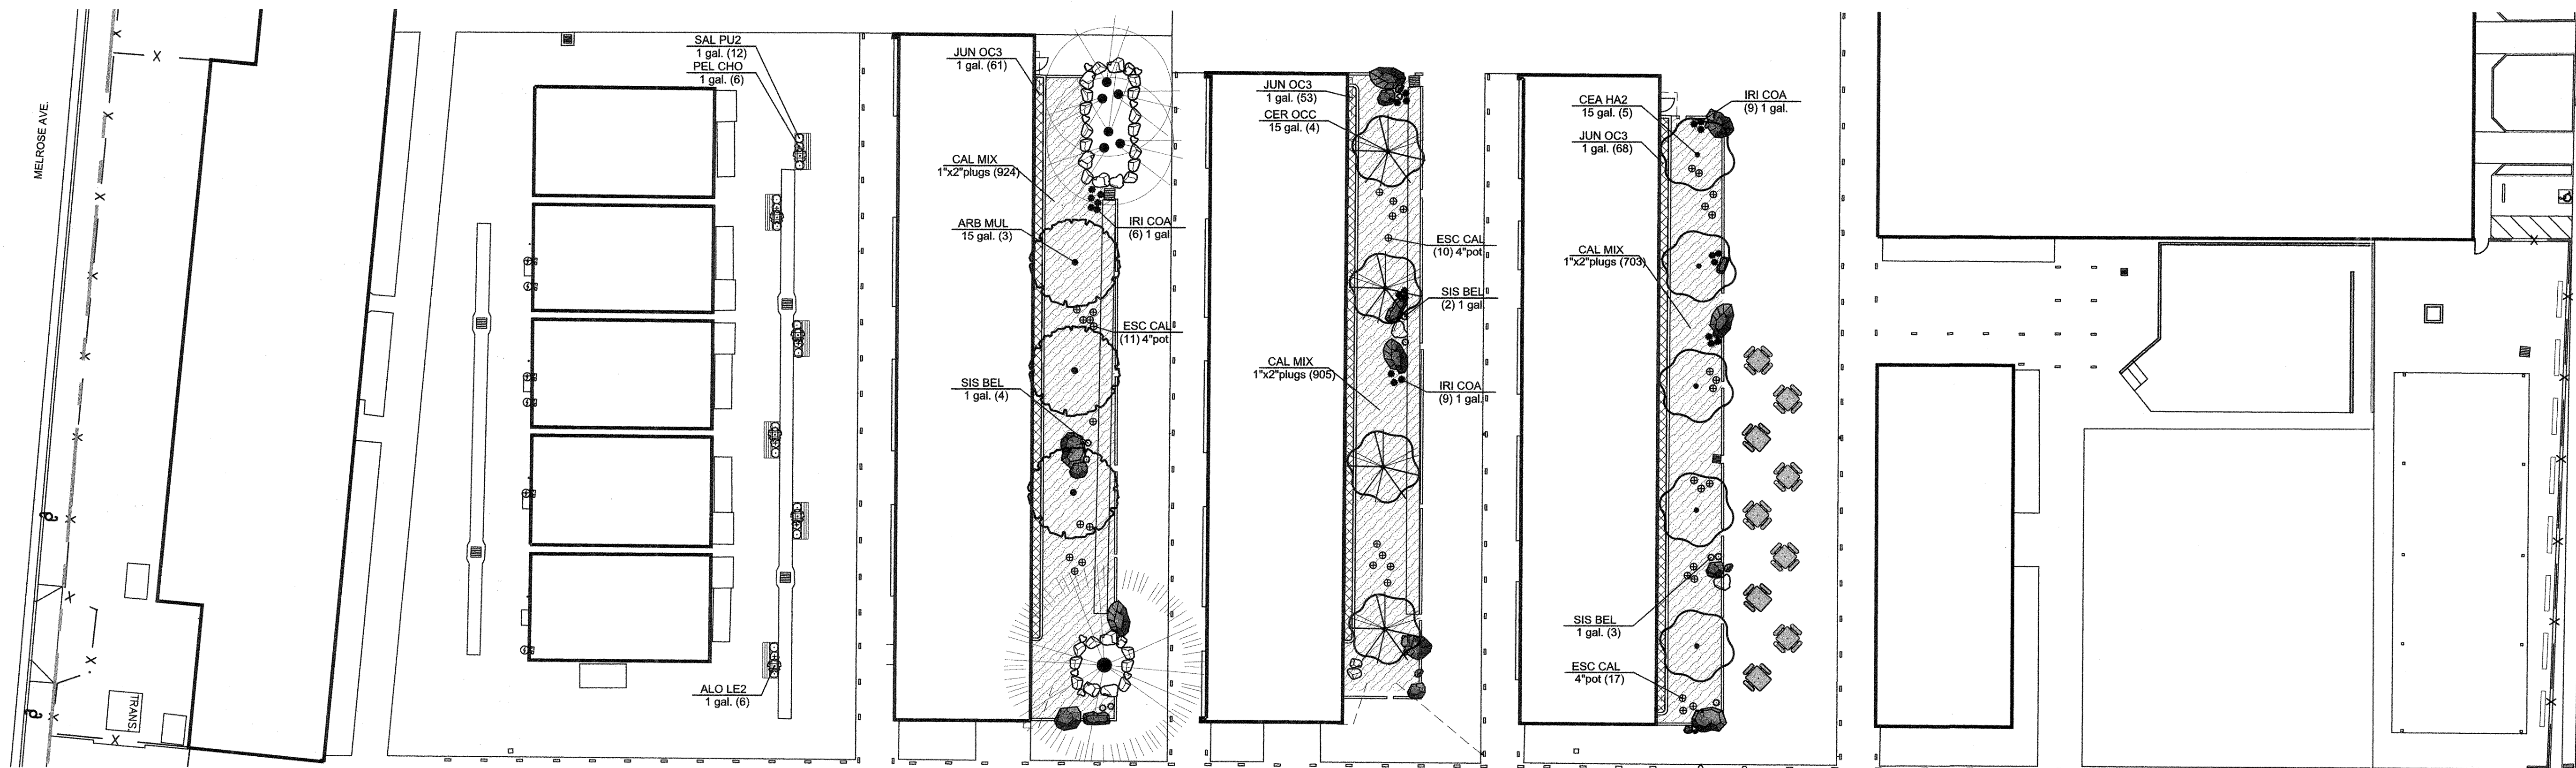 MELROSE AVE.
TRANS.
SAL PU2
1 gal. (12)
PEL CHO
1 gal. (6)
ALO LE2
1 gal. (6)
JUN OC3
1 gal. (61)
CAL MIX
1"x2"plugs (924)
ARB MUL
15 gal. (3)
IRI COA
(6) 1 gal
ESC CAL
(11) 4"pot
SIS BEL
1 gal. (4)
JUN OC3
1 gal. (53)
CER OCC
15 gal. (4)
ESC CAL
(10) 4"pot
SIS BEL
(2) 1 gal
CAL MIX
1"x2"plugs (905)
IRI COA
(9) 1 gal.
CEA HA2
15 gal. (5)
IRI COA
(9) 1 gal.
JUN OC3
1 gal. (68)
CAL MIX
1"x2"plugs (703)
SIS BEL
1 gal. (3)
ESC CAL
4"pot (17)